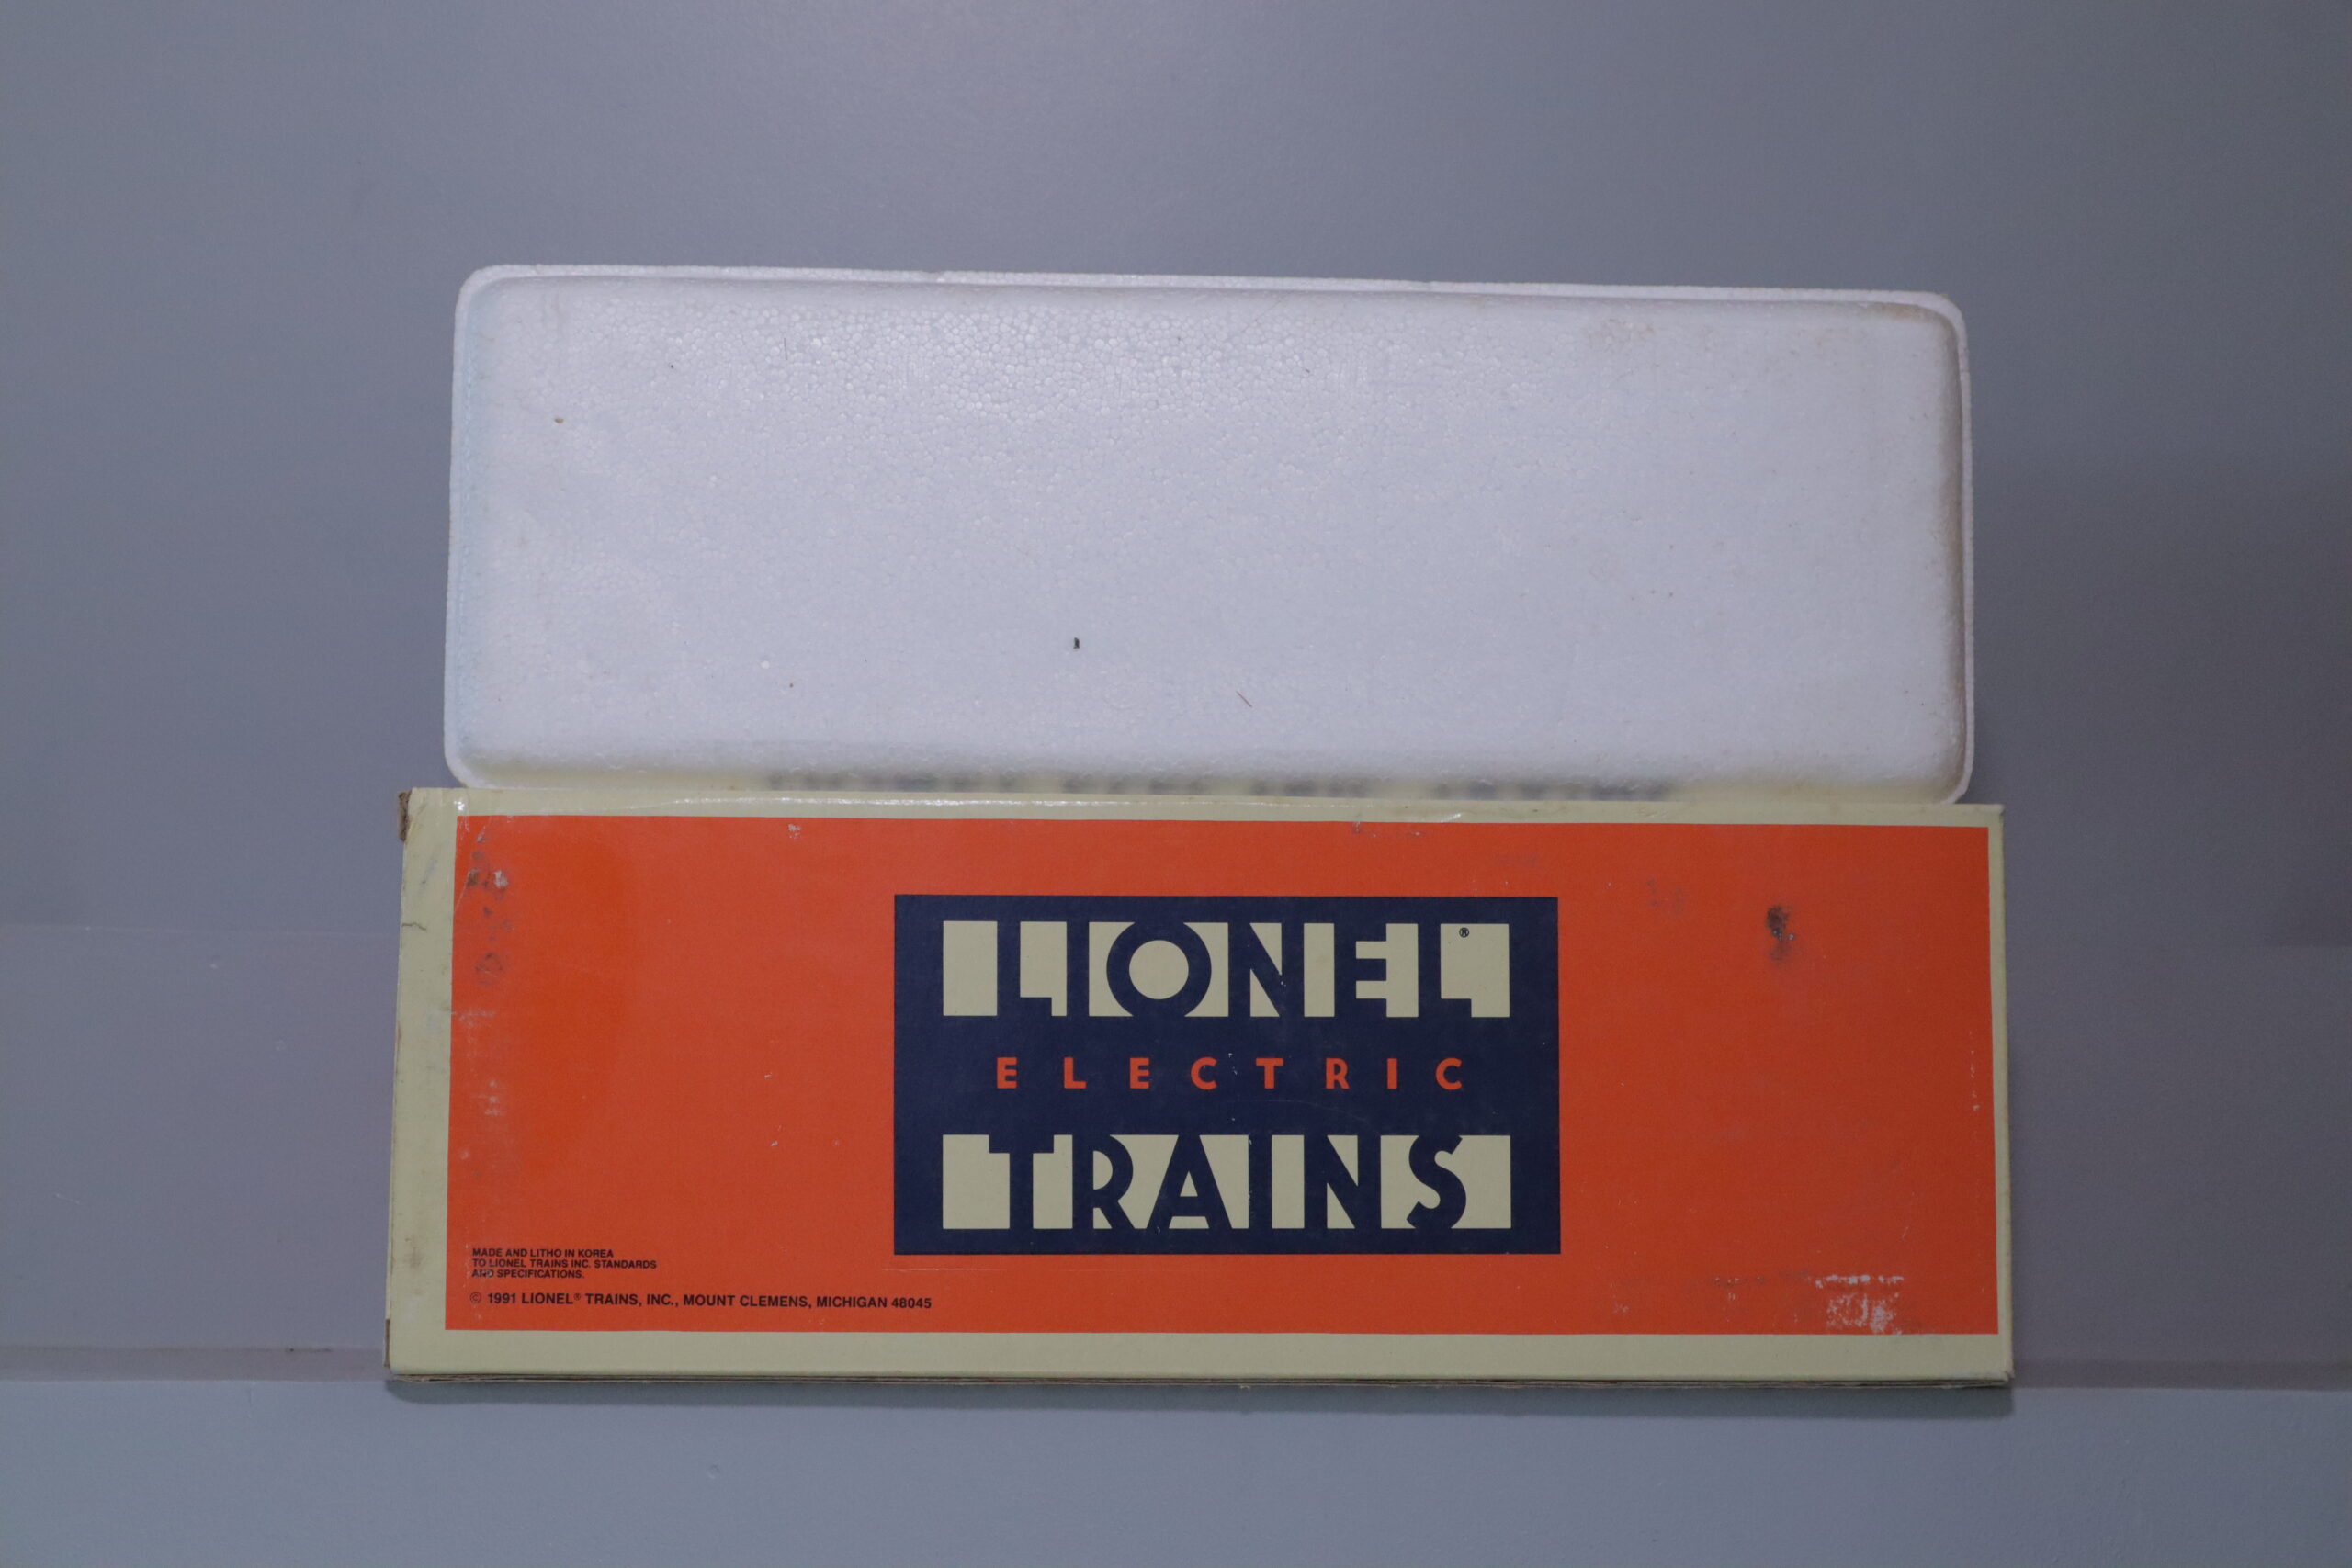 LIONEL®
ELECTRIC
TRAINS
MADE AND LITHO IN KOREA
TO LIONEL TRAINS INC. STANDARDS
AND SPECIFICATIONS.
© 1991 LIONEL® TRAINS, INC., MOUNT CLEMENS, MICHIGAN 48045